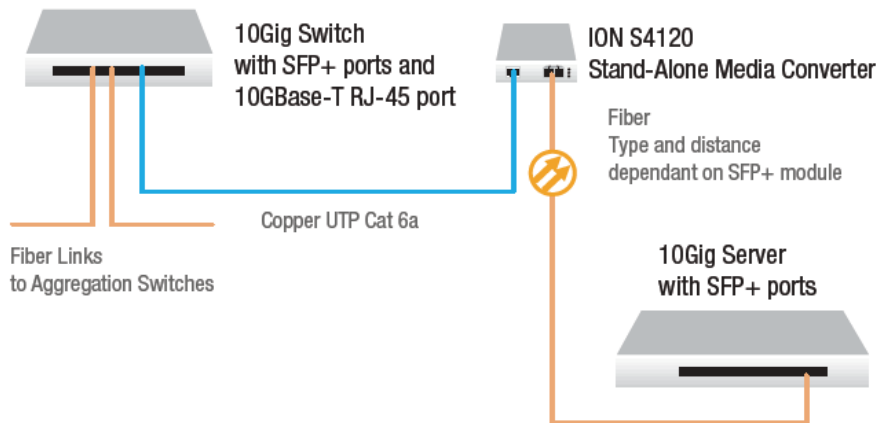 10Gig Switch
with SFP+ ports and
10GBase-T RJ-45 port
ION S4120
Stand-Alone Media Converter
Fiber
Type and distance
dependant on SFP+ module
Copper UTP Cat 6a
Fiber Links
to Aggregation Switches
10Gig Server
with SFP+ ports